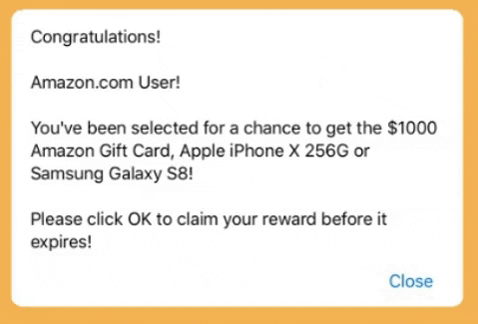 Congratulations!
Amazon.com User!
You've been selected for a chance to get the $1000
Amazon Gift Card, Apple iPhone X 256G or
Samsung Galaxy S8!
Please click OK to claim your reward before it
expires!
Close